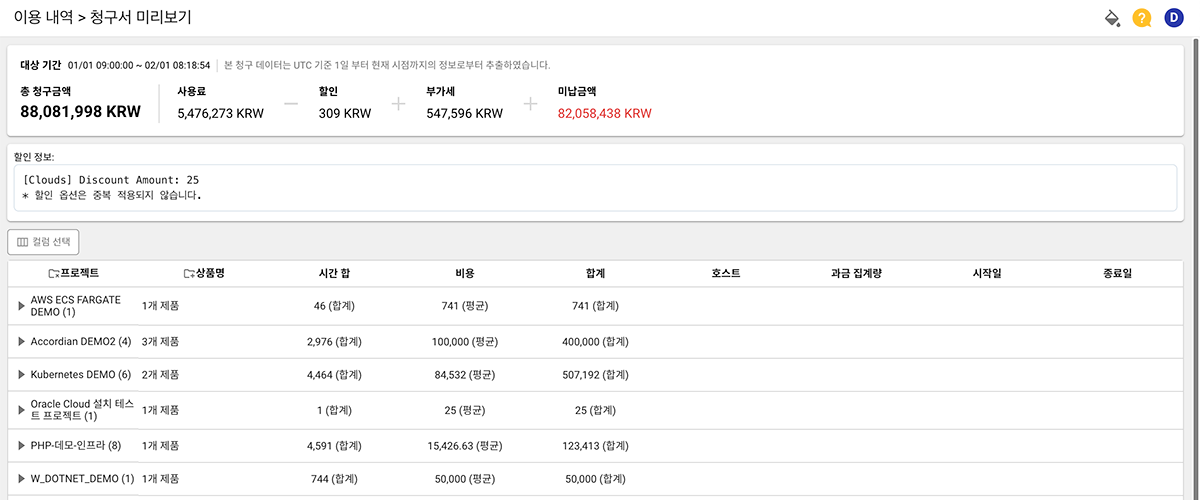 이용 내역 > 청구서 미리보기
?
D
대상 기간 01/01 09:00:00 ~ 02/01 08:18:54 본 청구 데이터는 UTC 기준 1일 부터 현재 시점까지의 정보로부터 추출하였습니다.
총 청구금액 사용료 할인 부가세 미납금액
88,081,998 KRW 5,476,273 KRW — 309 KRW + 547,596 KRW + 82,058,438 KRW
할인 정보:
[Clouds] Discount Amount: 25
* 할인 옵션은 중복 적용되지 않습니다.
컬럼 선택
프로젝트 상품명 시간 합 비용 합계 호스트 과금 집계량 시작일 종료일
AWS ECS FARGATE
DEMO (1) 1개 제품 46 (합계) 741 (평균) 741 (합계)
Accordian DEMO2 (4) 3개 제품 2,976 (합계) 100,000 (평균) 400,000 (합계)
Kubernetes DEMO (6) 2개 제품 4,464 (합계) 84,532 (평균) 507,192 (합계)
Oracle Cloud 설치 테스
트 프로젝트 (1) 1개 제품 1 (합계) 25 (평균) 25 (합계)
PHP-데모-인프라 (8) 1개 제품 4,591 (합계) 15,426.63 (평균) 123,413 (합계)
W_DOTNET_DEMO (1) 1개 제품 744 (합계) 50,000 (평균) 50,000 (합계)